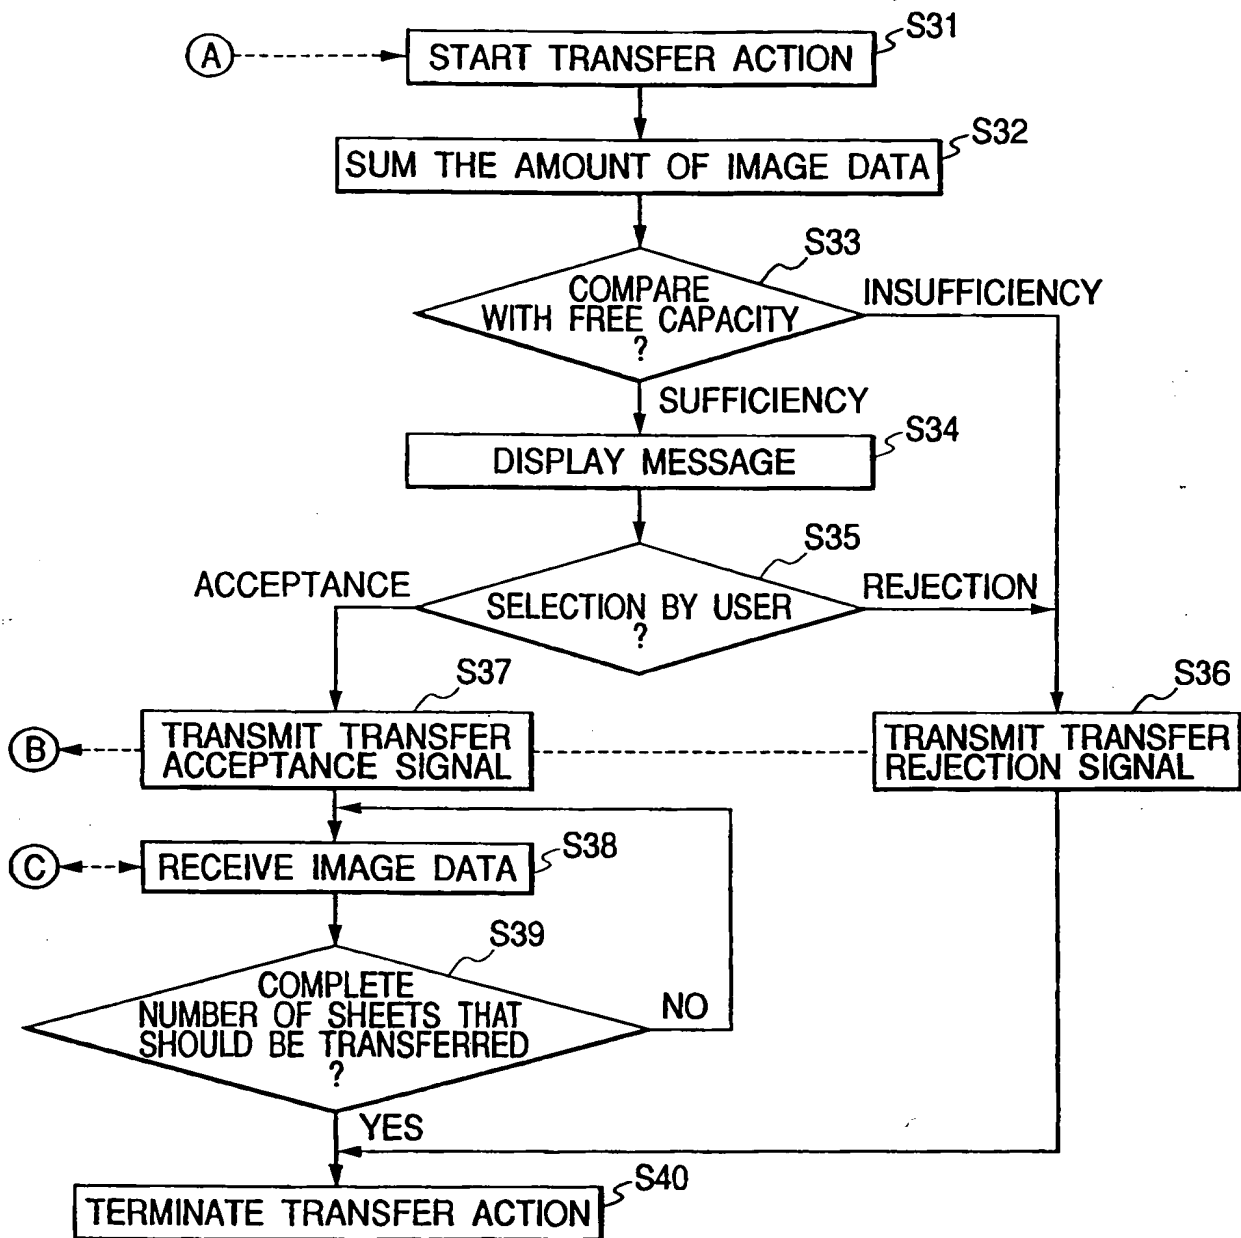 S31
A
START TRANSFER ACTION
S32
SUM THE AMOUNT OF IMAGE DATA
S33
COMPARE
WITH FREE CAPACITY
?
INSUFFICIENCY
SUFFICIENCY
S34
DISPLAY MESSAGE
S35
ACCEPTANCE
SELECTION BY USER
?
REJECTION
S37
S36
B
TRANSMIT TRANSFER
ACCEPTANCE SIGNAL
TRANSMIT TRANSFER
REJECTION SIGNAL
C
RECEIVE IMAGE DATA
S38
S39
COMPLETE
NUMBER OF SHEETS THAT
SHOULD BE TRANSFERRED
?
NO
YES
S40
TERMINATE TRANSFER ACTION